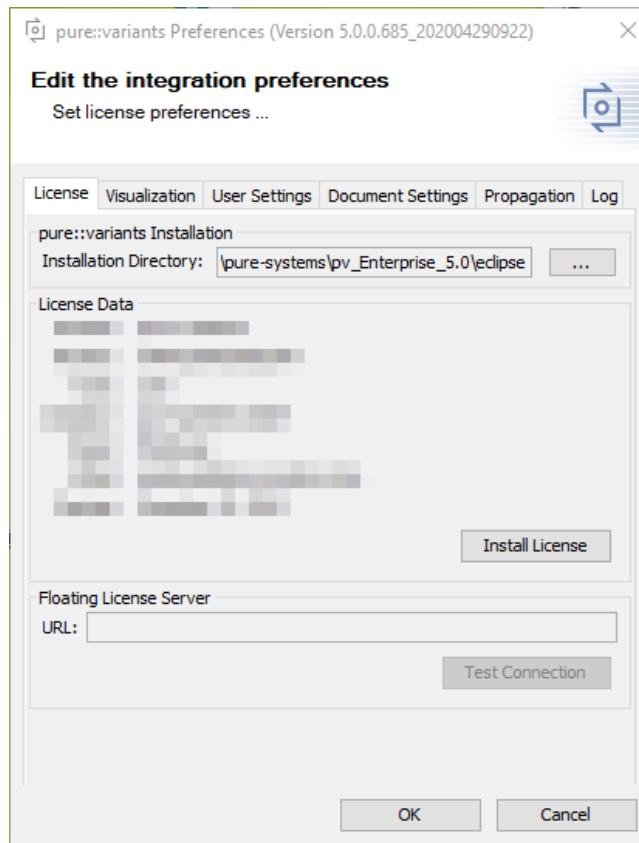 pure::variants Preferences (Version 5.0.0.685_202004290922)
Edit the integration preferences
Set license preferences ...
License Visualization User Settings Document Settings Propagation Log
pure::variants Installation
Installation Directory: \pure-systems\pv_Enterprise_5.0\eclipse ...
License Data
Install License
Floating License Server
URL:
Test Connection
OK Cancel